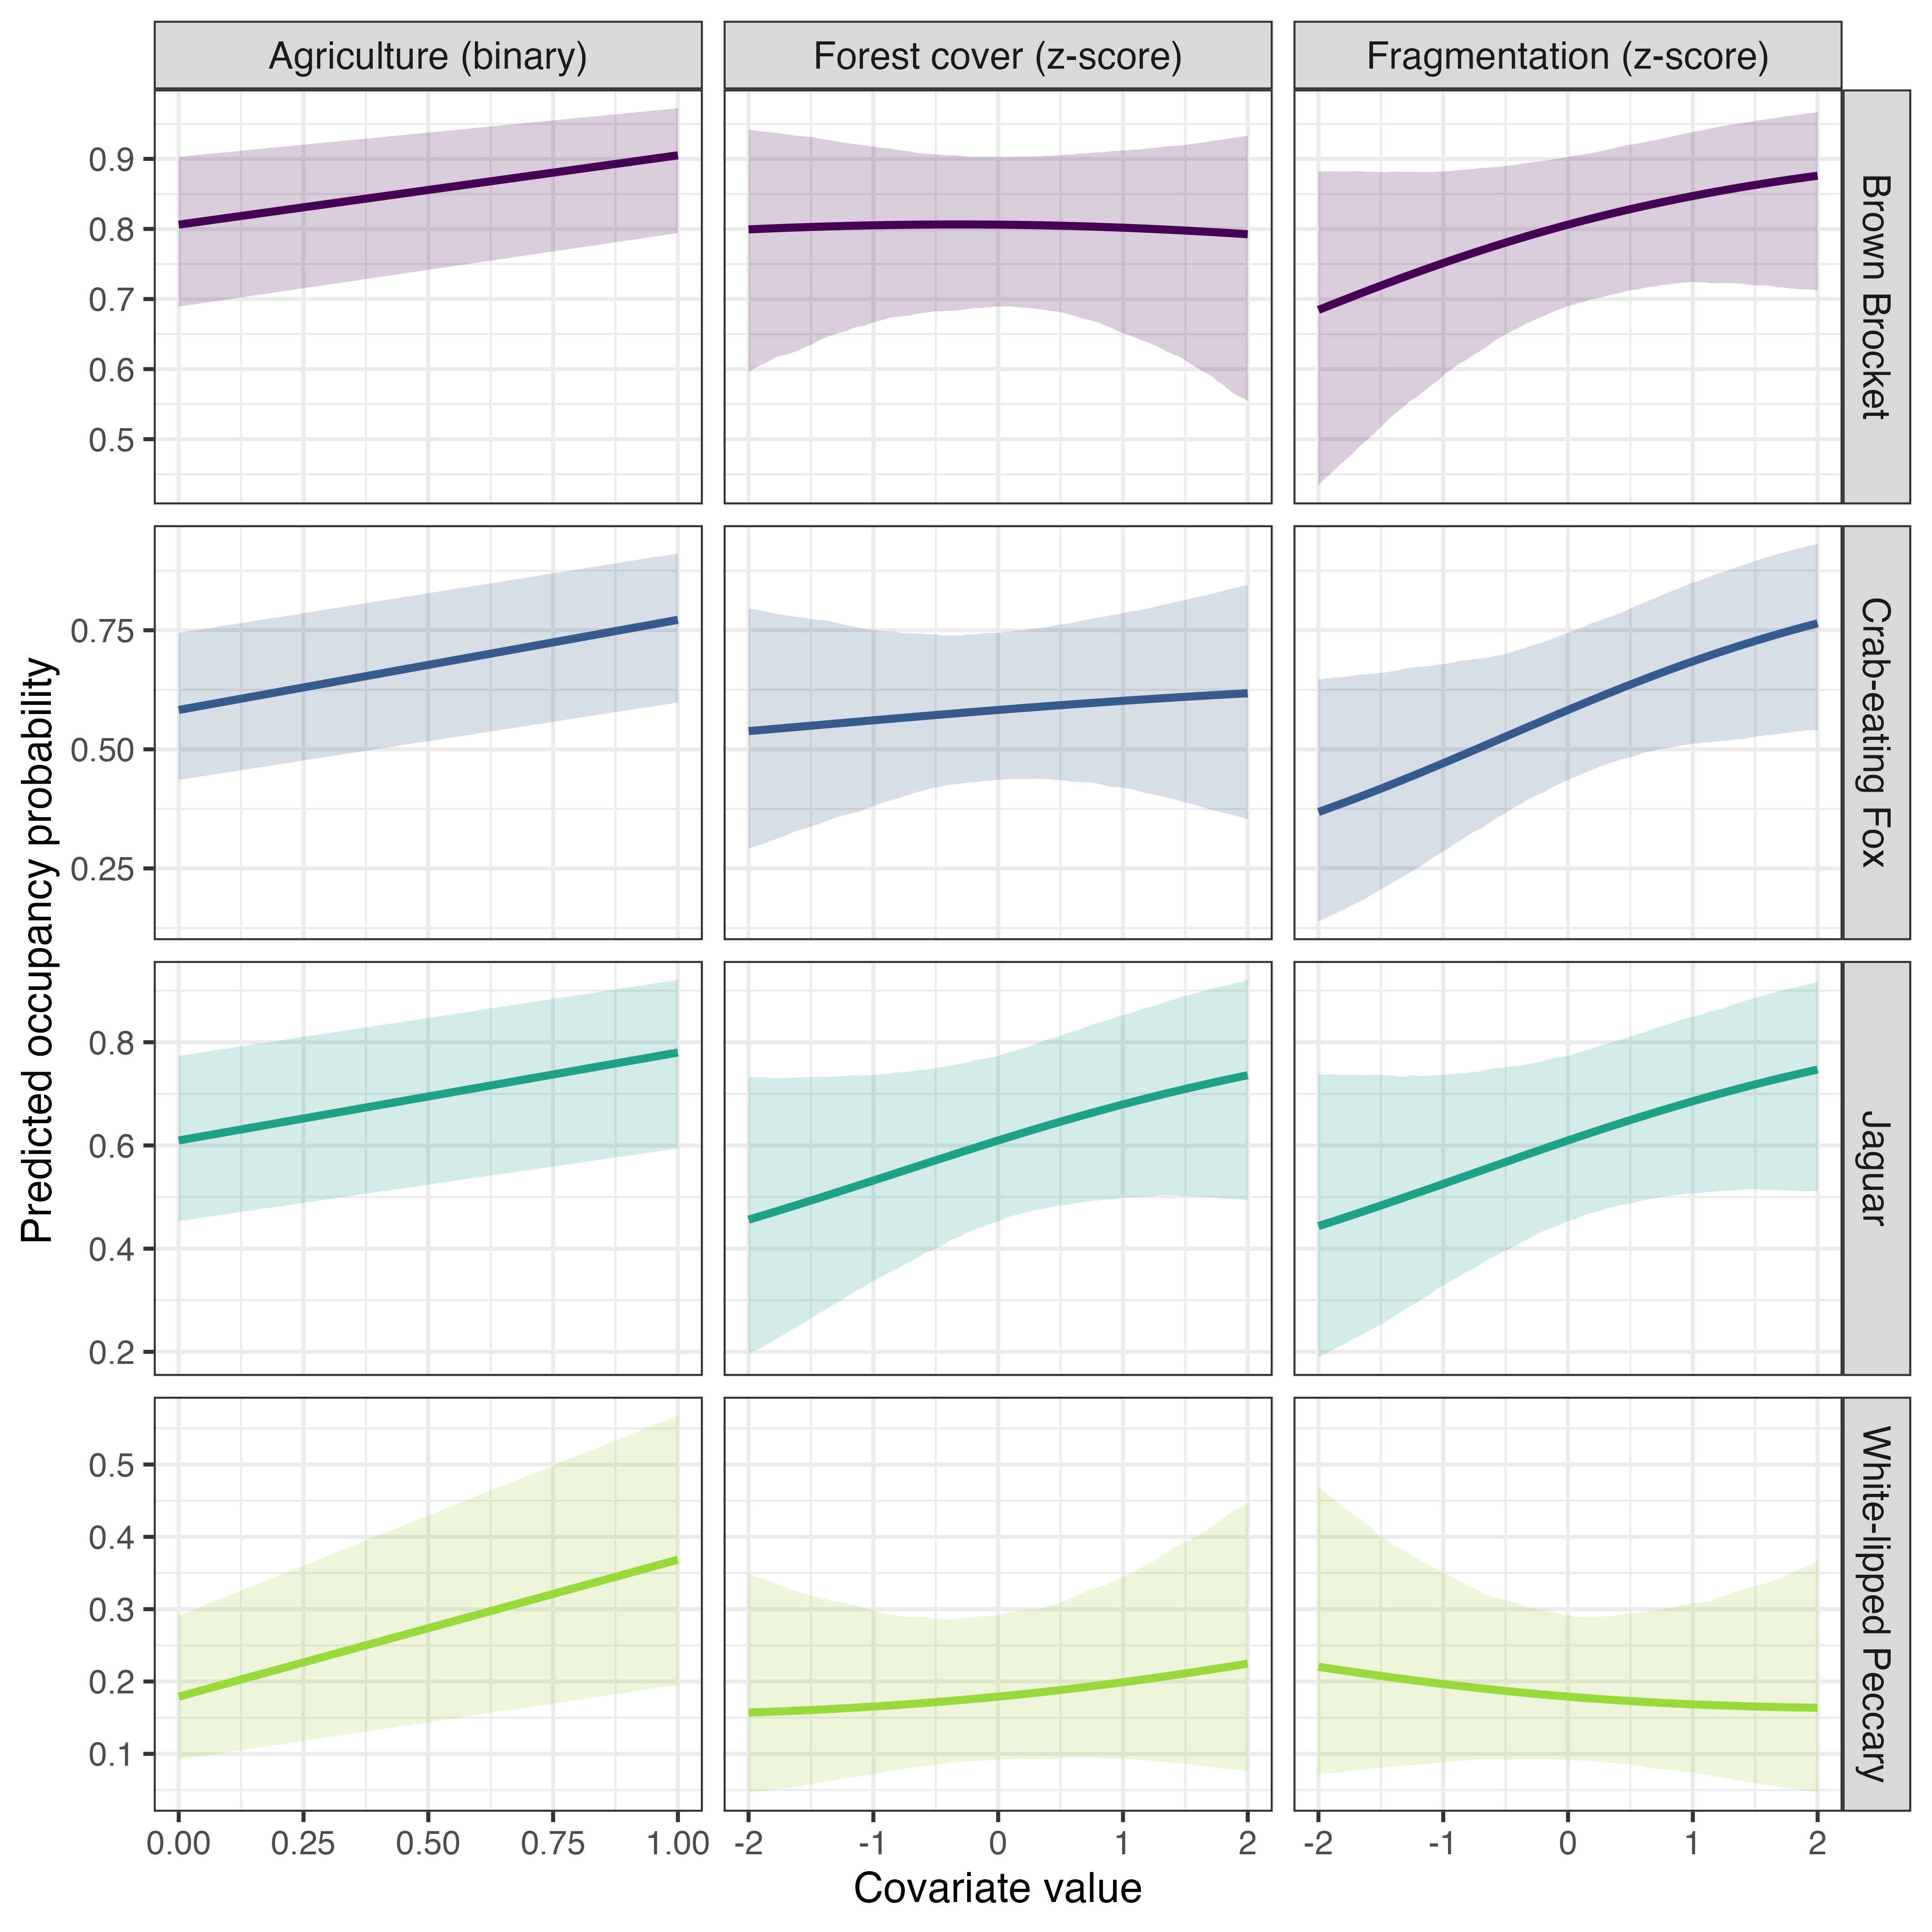 Agriculture (binary)
Forest cover (z-score)
Fragmentation (z-score)
Predicted occupancy probability
0.9
0.8
0.7
0.6
0.5
Brown Brocket
0.75
0.50
0.25
Crab-eating Fox
0.8
0.6
0.4
0.2
Jaguar
0.5
0.4
0.3
0.2
0.1
White-lipped Peccary
0.00 0.25 0.50 0.75 1.00
-2 -1 0 1 2
-2 -1 0 1 2
Covariate value